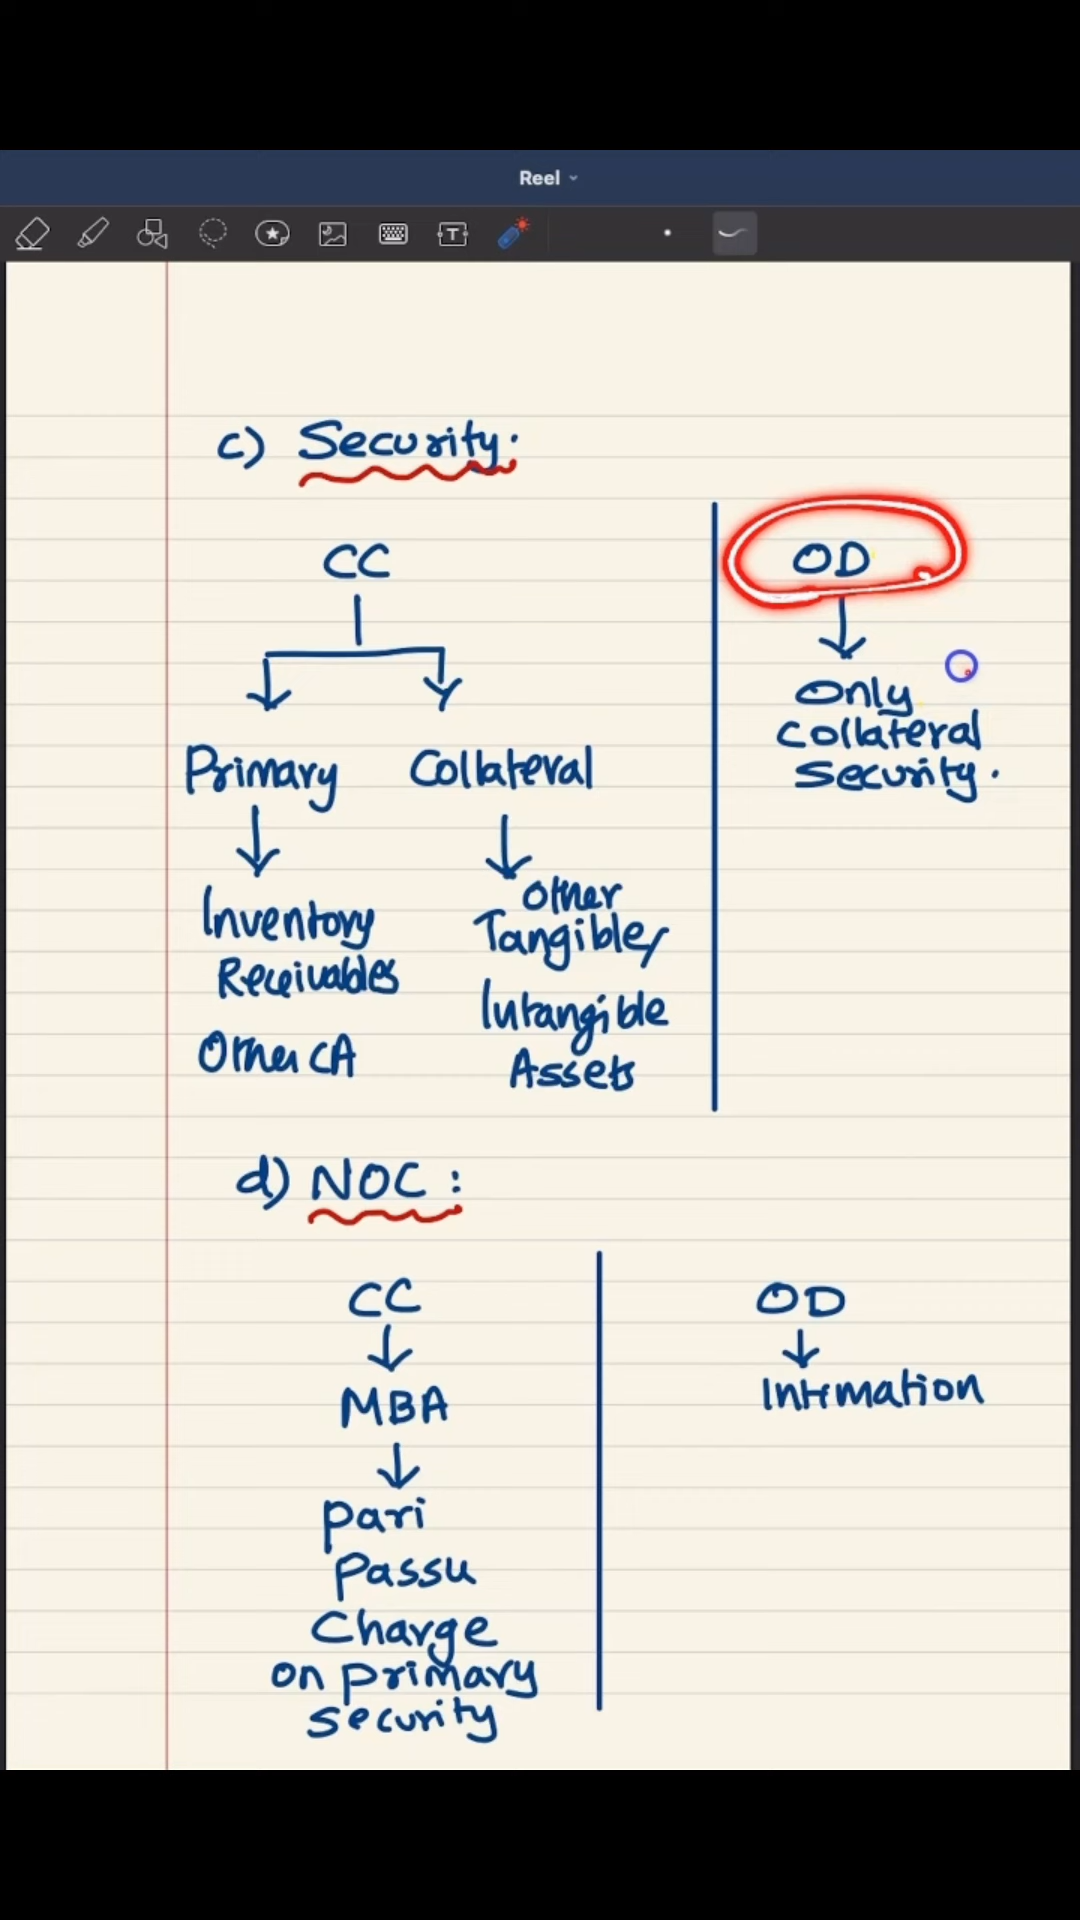 Reel
T
c) Security.
CC
OD
Only
Collateral
Security.
Primary
Collateral
Inventory
Receivables
Other CA
Other
Tangible/
Intangible
Assets
d) NOC :
CC
OD
MBA
Intimation
Pari
Passu
Charge
on primary
security